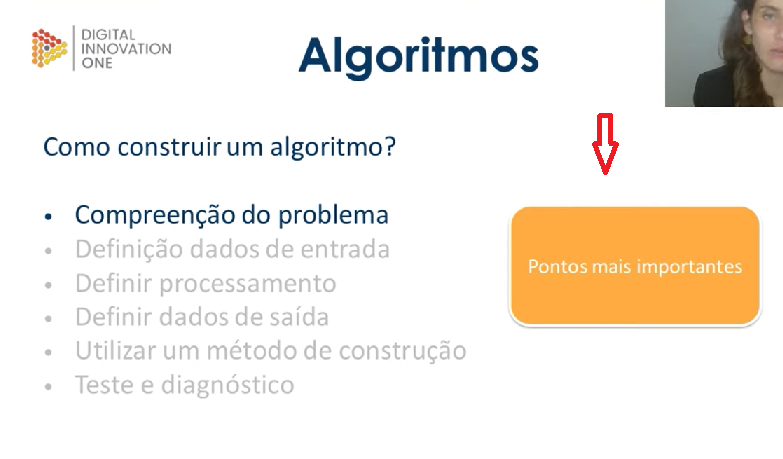 DIGITAL
INNOVATION
ONE
Algoritmos
Como construir um algoritmo?
• Compreenção do problema
• Definição dados de entrada
• Definir processamento
• Definir dados de saída
• Utilizar um método de construção
• Teste e diagnóstico
Pontos mais importantes